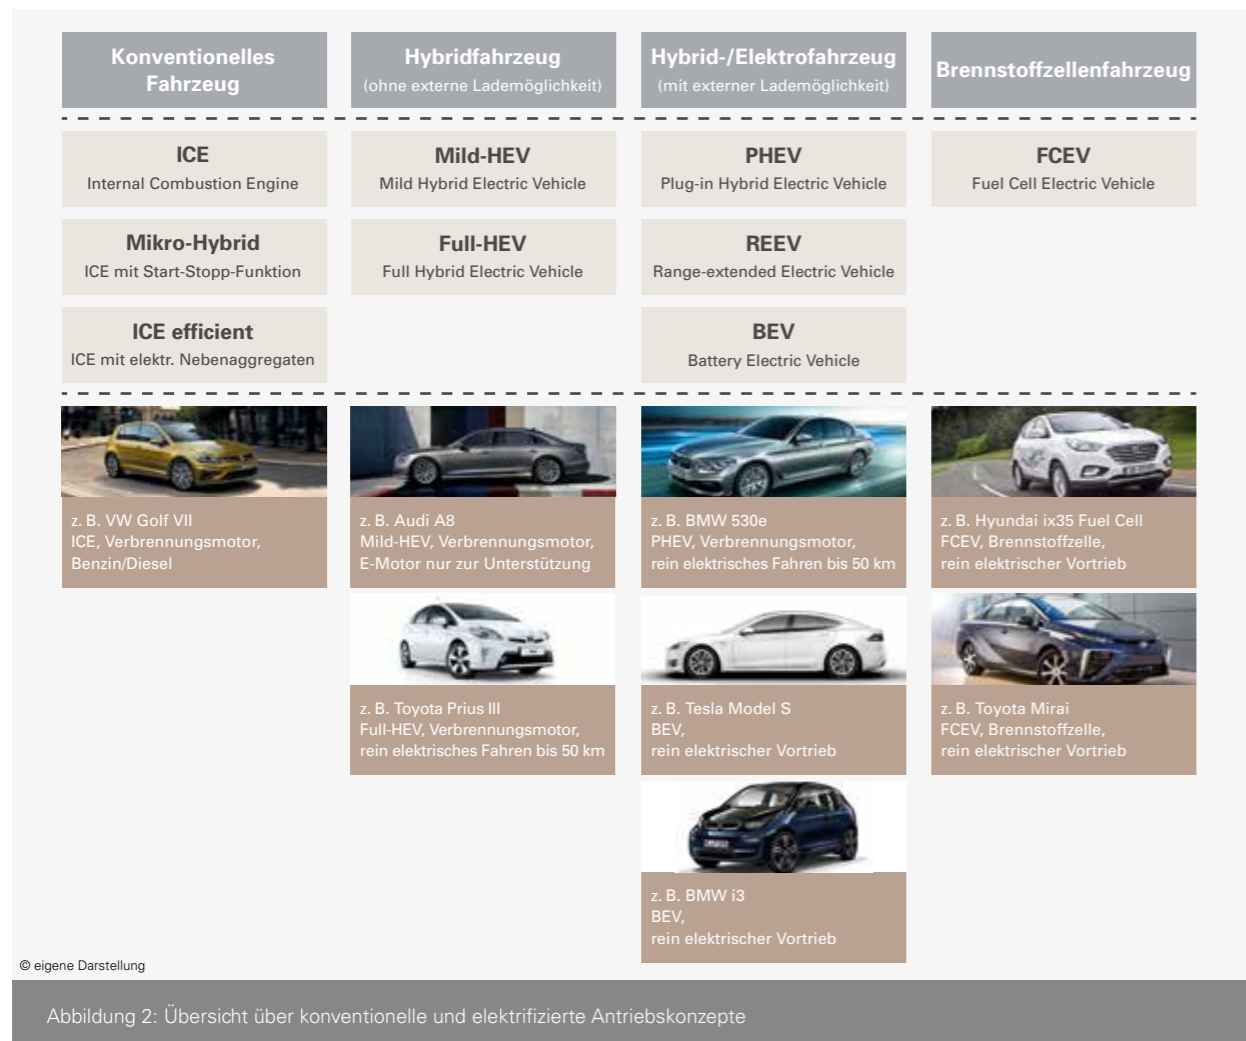 Konventionelles
Fahrzeug
Hybridfahrzeug
(ohne externe Lademöglichkeit)
Hybrid-/Elektrofahrzeug
(mit externer Lademöglichkeit)
Brennstoffzellenfahrzeug
ICE
Internal Combustion Engine
Mikro-Hybrid
ICE mit Start-Stopp-Funktion
ICE efficient
ICE mit elektr. Nebenaggregaten
Mild-HEV
Mild Hybrid Electric Vehicle
Full-HEV
Full Hybrid Electric Vehicle
PHEV
Plug-in Hybrid Electric Vehicle
REEV
Range-extended Electric Vehicle
BEV
Battery Electric Vehicle
FCEV
Fuel Cell Electric Vehicle
z. B. VW Golf VII
ICE, Verbrennungsmotor,
Benzin/Diesel
z. B. Audi A8
Mild-HEV, Verbrennungsmotor,
E-Motor nur zur Unterstützung
z. B. Toyota Prius III
Full-HEV, Verbrennungsmotor,
rein elektrisches Fahren bis 50 km
z. B. BMW 530e
PHEV, Verbrennungsmotor,
rein elektrisches Fahren bis 50 km
z. B. Tesla Model S
BEV,
rein elektrischer Vortrieb
z. B. BMW i3
BEV,
rein elektrischer Vortrieb
z. B. Hyundai ix35 Fuel Cell
FCEV, Brennstoffzelle,
rein elektrischer Vortrieb
z. B. Toyota Mirai
FCEV, Brennstoffzelle,
rein elektrischer Vortrieb
© eigene Darstellung
Abbildung 2: Übersicht über konventionelle und elektrifizierte Antriebskonzepte